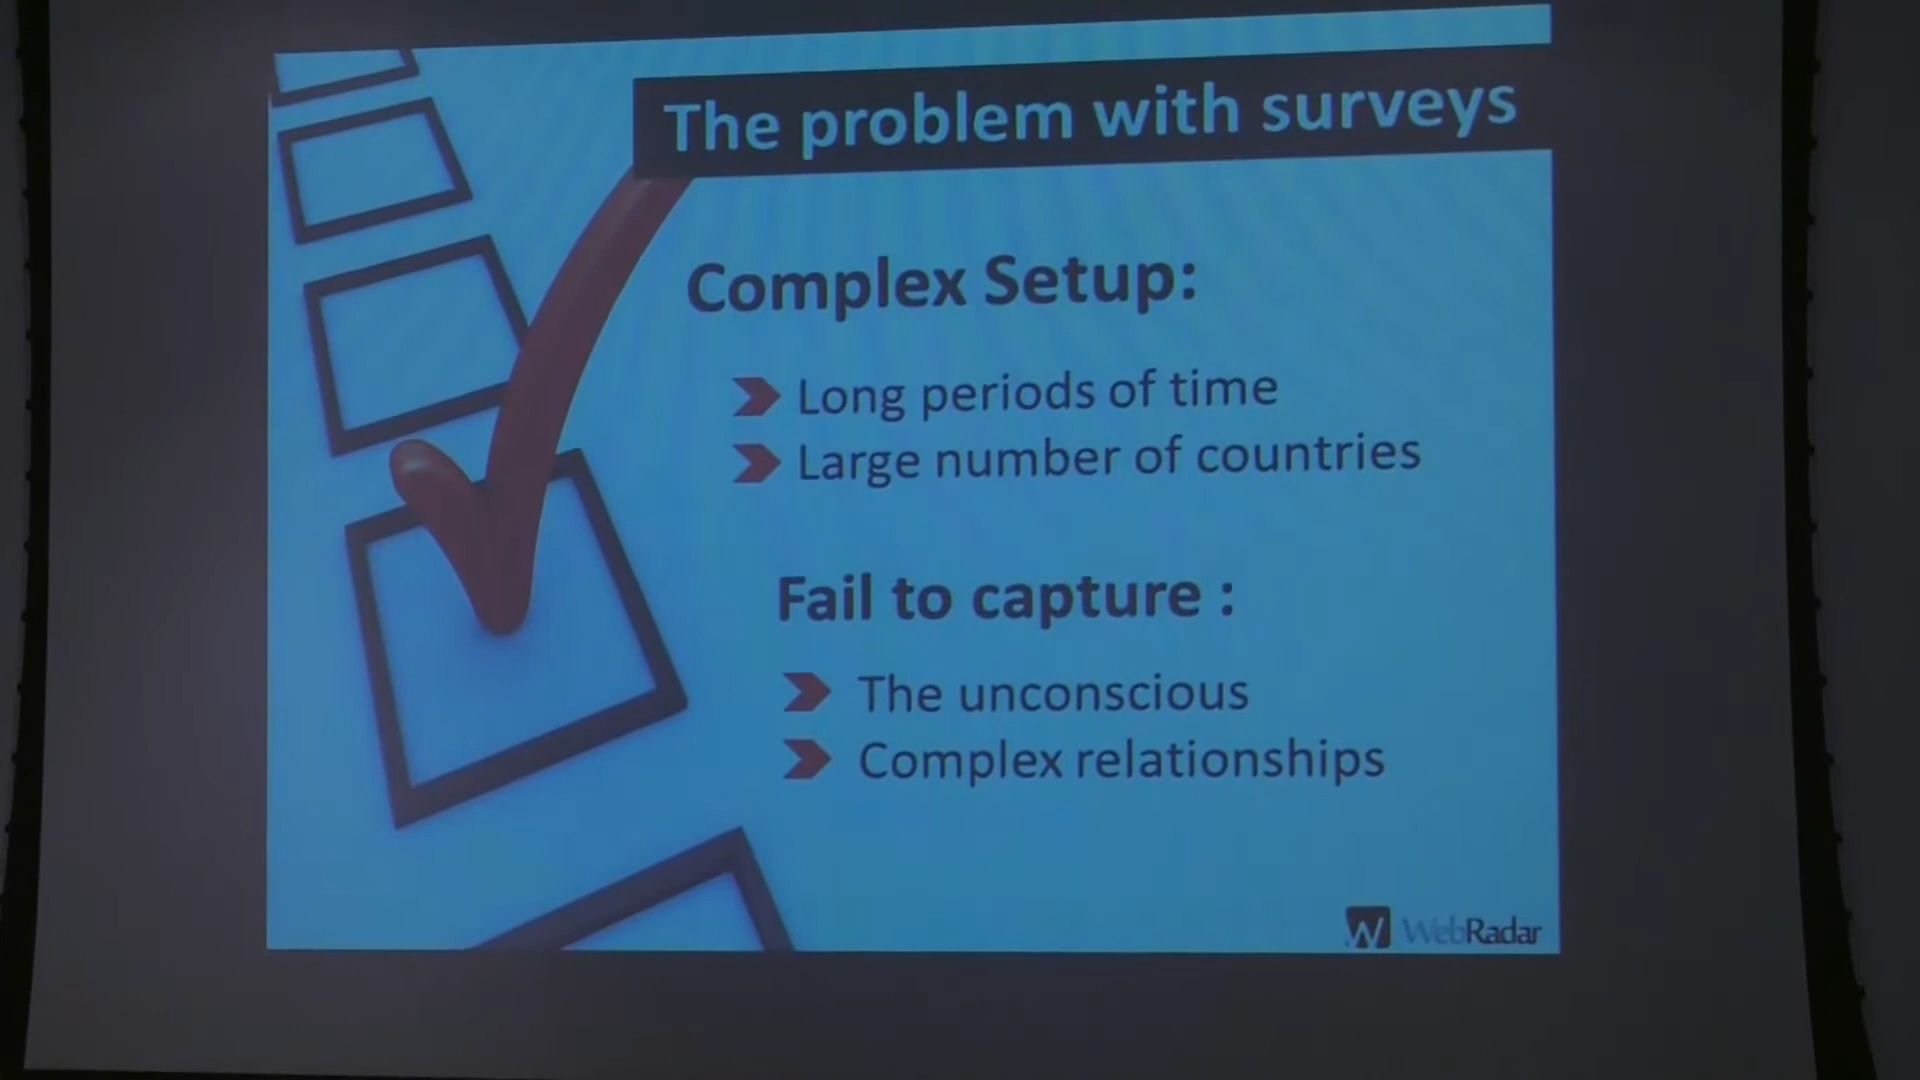 The problem with surveys
Complex Setup:
Long periods of time
Large number of countries
Fail to capture :
The unconscious
Complex relationships
W WebRadar